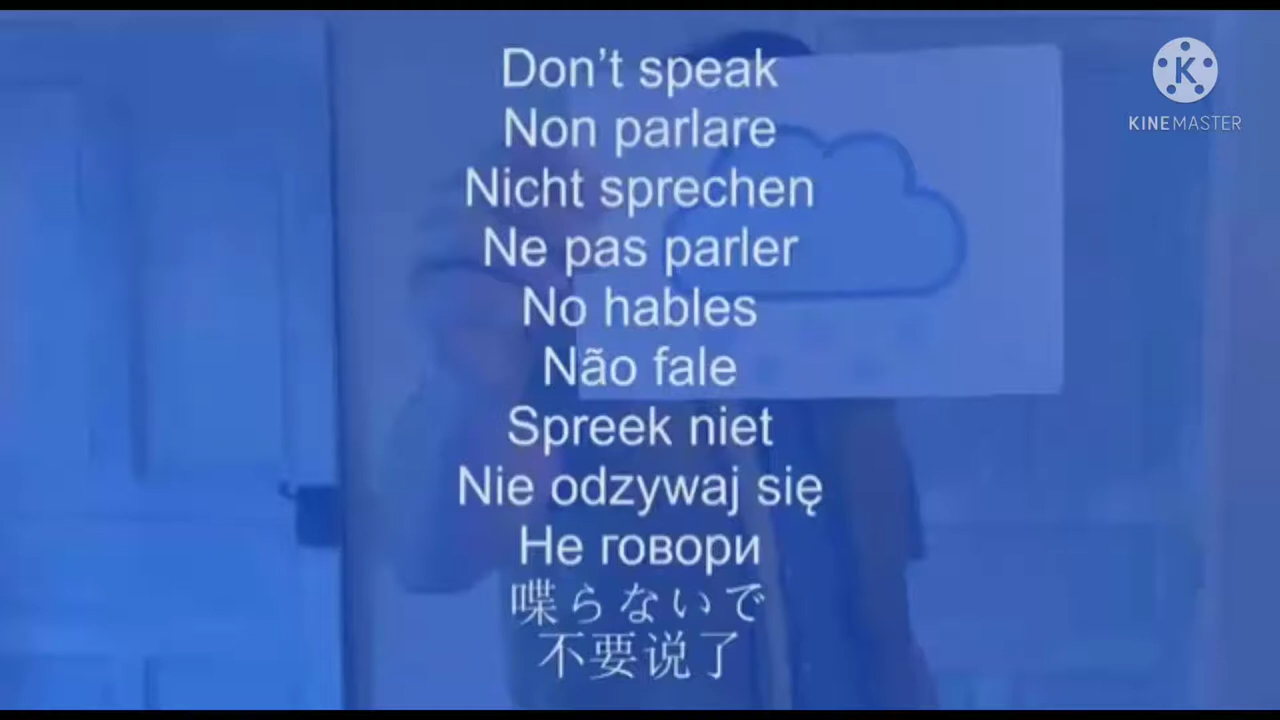 Don't speak
Non parlare
Nicht sprechen
Ne pas parler
No hables
Não fale
Spreek niet
Nie odzywaj się
Не говори
喋らないで
不要说了
K
KINEMASTER